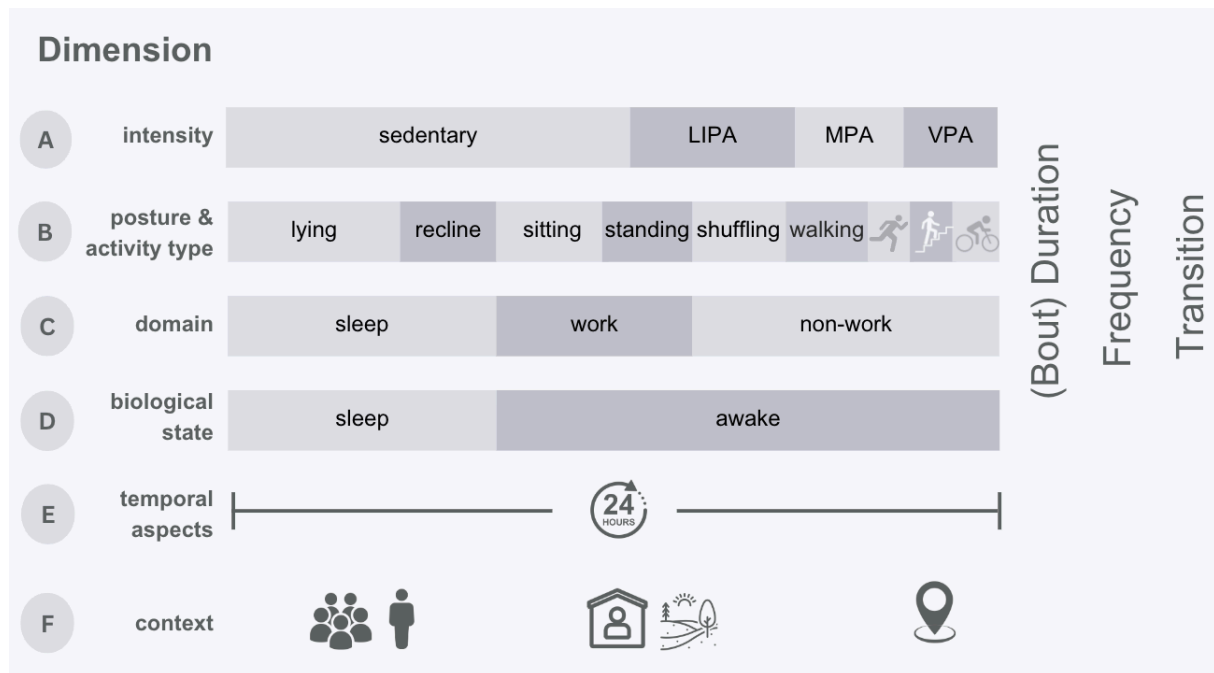 Dimension
A intensity sedentary LIPA MPA VPA
B posture &
activity type lying recline sitting standing shuffling walking
C domain sleep work non-work
D biological
state sleep awake
E temporal
aspects 24
HOURS
F context
(Bout) Duration
Frequency
Transition